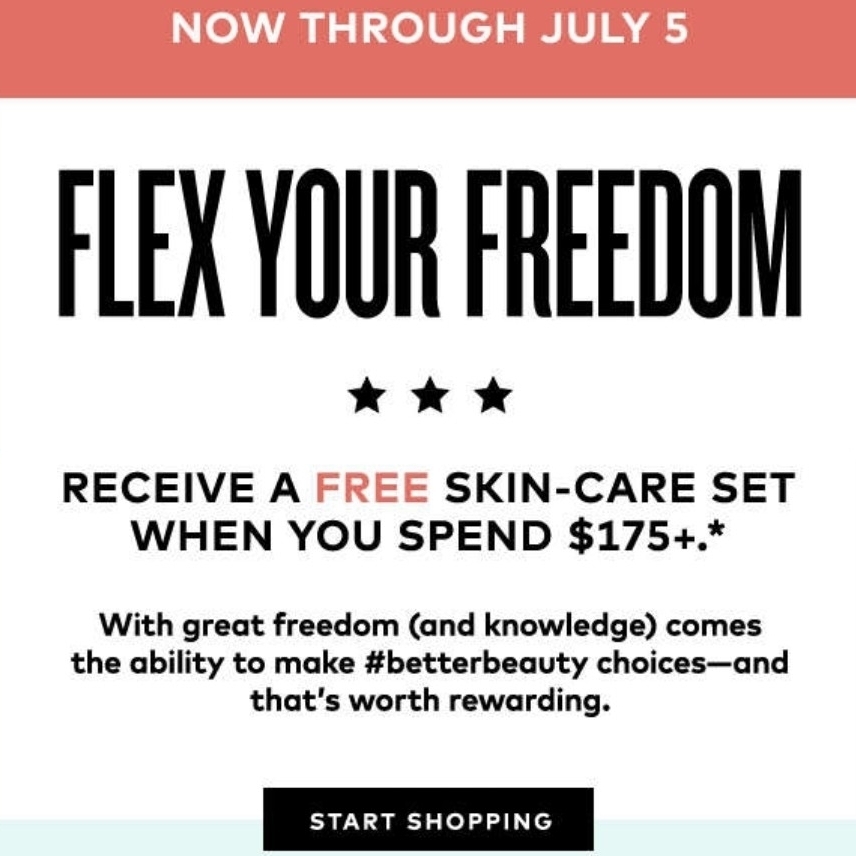 NOW THROUGH JULY 5
FLEX YOUR FREEDOM
RECEIVE A FREE SKIN-CARE SET
WHEN YOU SPEND $175+.*
With great freedom (and knowledge) comes
the ability to make #betterbeauty choices—and
that's worth rewarding.
START SHOPPING